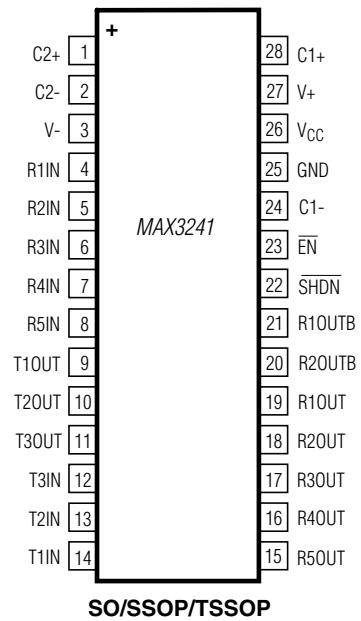 +
C2+ 1 28 C1+
C2- 2 27 V+
V- 3 26 VCC
R1IN 4 25 GND
R2IN 5 24 C1-
MAX3241
R3IN 6 23 E̅N̅
R4IN 7 22 S̅H̅D̅N̅
R5IN 8 21 R1OUTB
T1OUT 9 20 R2OUTB
T2OUT 10 19 R1OUT
T3OUT 11 18 R2OUT
T3IN 12 17 R3OUT
T2IN 13 16 R4OUT
T1IN 14 15 R5OUT
SO/SSOP/TSSOP